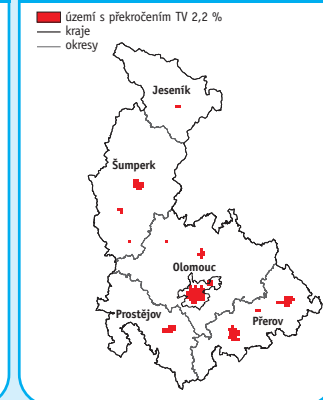 území s překročením TV 2,2 %
kraje
okresy
Jeseník
Šumperk
Olomouc
Prostějov
Přerov